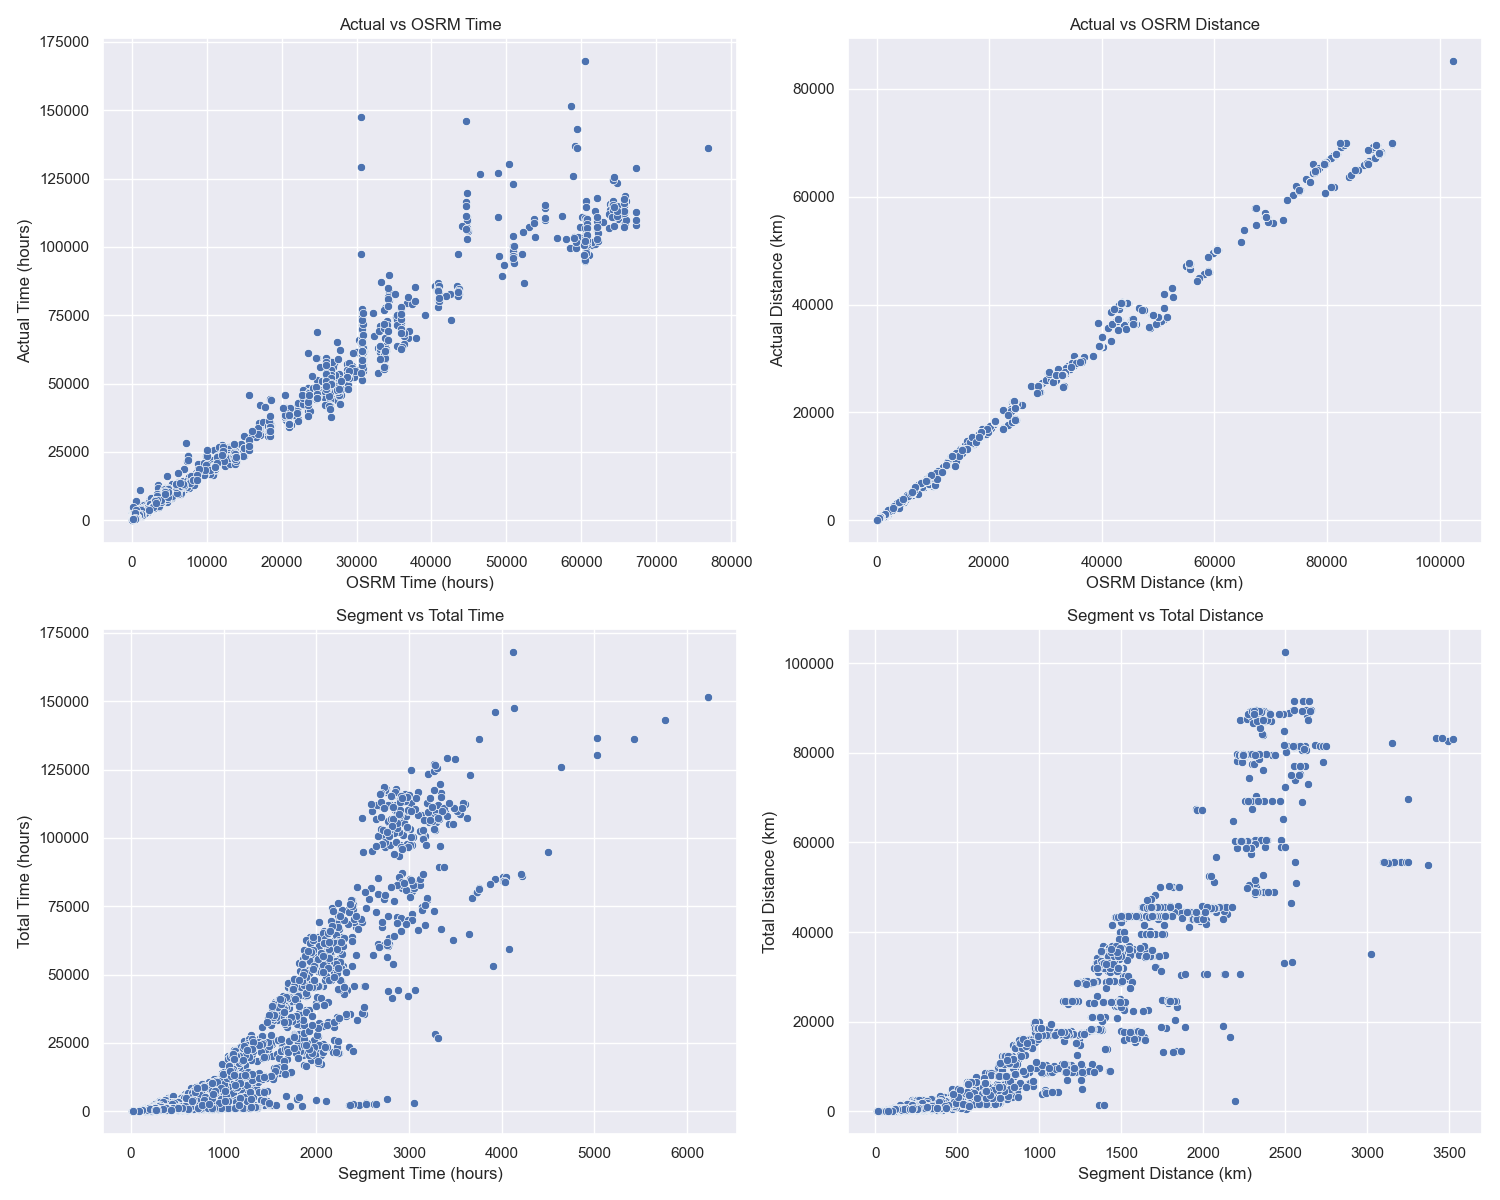 Actual vs OSRM Time
175000
150000
125000
100000
75000
50000
25000
0
Actual Time (hours)
0 10000 20000 30000 40000 50000 60000 70000 80000
OSRM Time (hours)
Actual vs OSRM Distance
80000
60000
40000
20000
0
Actual Distance (km)
0 20000 40000 60000 80000 100000
OSRM Distance (km)
Segment vs Total Time
175000
150000
125000
100000
75000
50000
25000
0
Total Time (hours)
0 1000 2000 3000 4000 5000 6000
Segment Time (hours)
Segment vs Total Distance
100000
80000
60000
40000
20000
0
Total Distance (km)
0 500 1000 1500 2000 2500 3000 3500
Segment Distance (km)